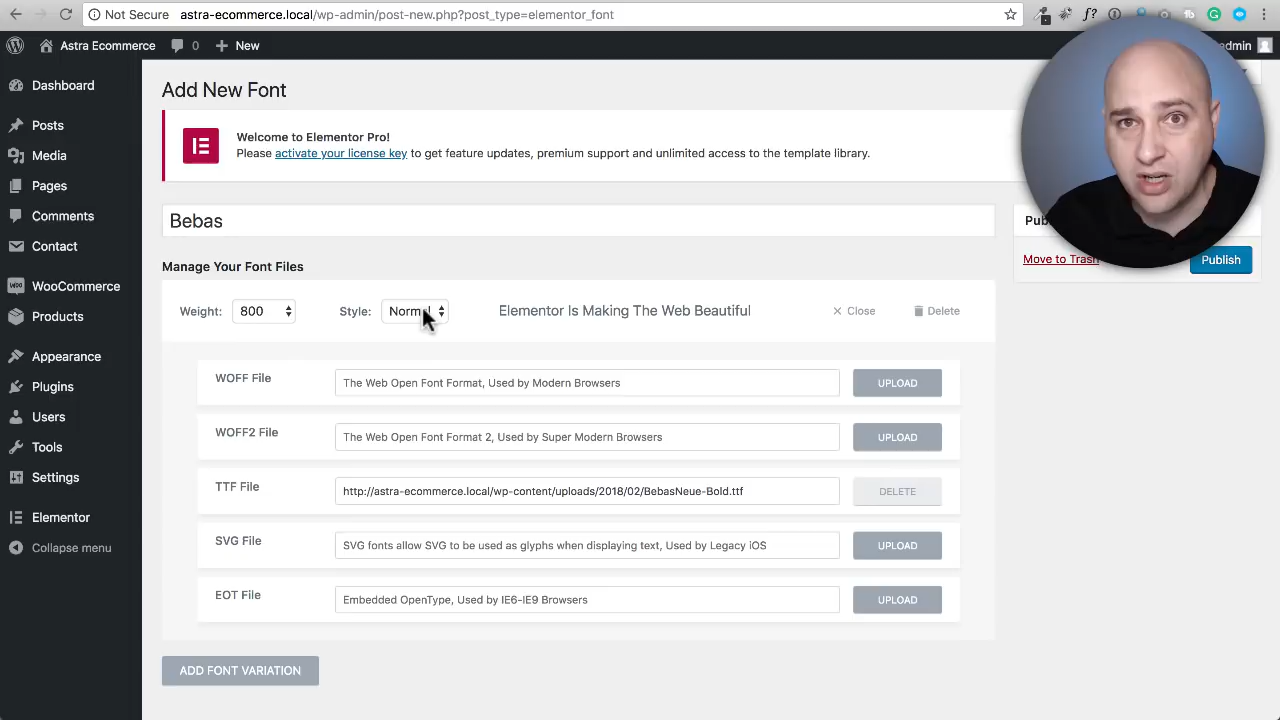 Not Secure astra-ecommerce.local/wp-admin/post-new.php?post_type=elementor_font
Astra Ecommerce 0 New admin
Dashboard
Posts
Media
Pages
Comments
Contact
WooCommerce
Products
Appearance
Plugins
Users
Tools
Settings
Elementor
Collapse menu
Add New Font
Welcome to Elementor Pro!
Please activate your license key to get feature updates, premium support and unlimited access to the template library.
Bebas
Manage Your Font Files
Weight: 800 Style: Normal Elementor Is Making The Web Beautiful Close Delete
WOFF File The Web Open Font Format, Used by Modern Browsers UPLOAD
WOFF2 File The Web Open Font Format 2, Used by Super Modern Browsers UPLOAD
TTF File http://astra-ecommerce.local/wp-content/uploads/2018/02/BebasNeue-Bold.ttf DELETE
SVG File SVG fonts allow SVG to be used as glyphs when displaying text, Used by Legacy iOS UPLOAD
EOT File Embedded OpenType, Used by IE6-IE9 Browsers UPLOAD
ADD FONT VARIATION
Move to Trash Publish